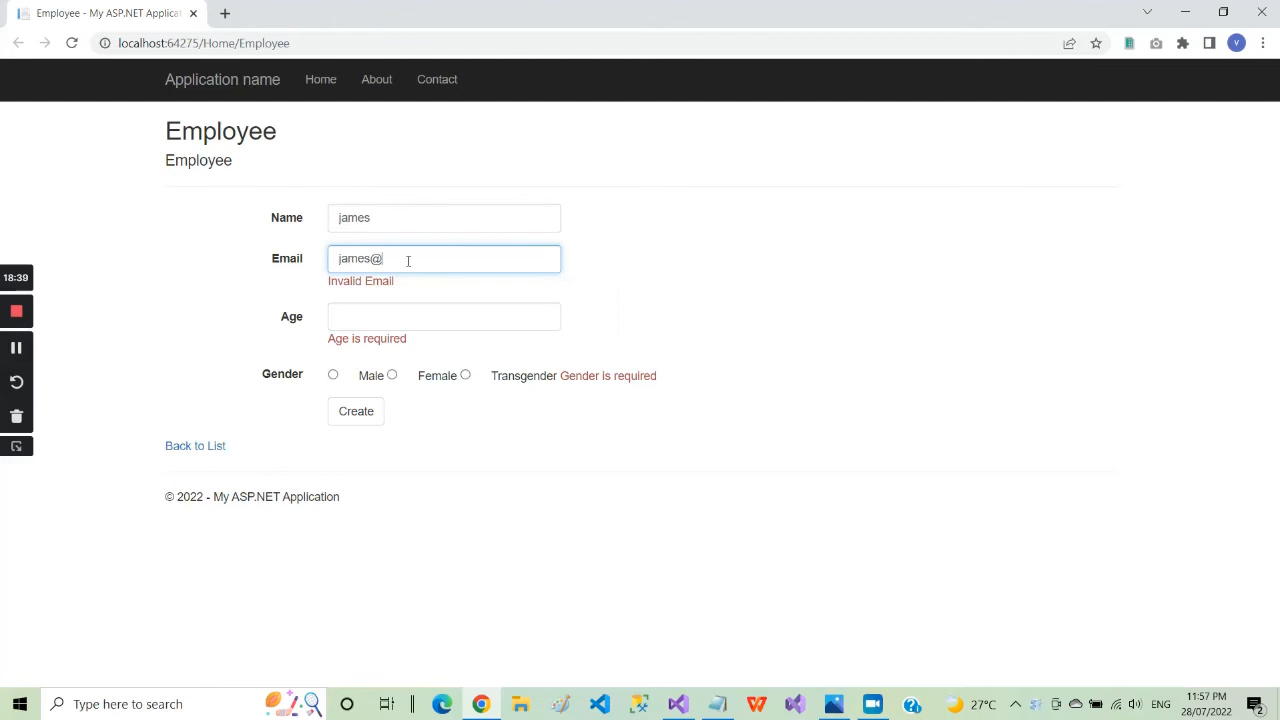 Employee - My ASP.NET Applicat
localhost:64275/Home/Employee
V
Application name Home About Contact
Employee
Employee
Name james
Email james@
Invalid Email
18:39
Age
Age is required
Gender Male Female Transgender Gender is required
Create
Back to List
© 2022 - My ASP.NET Application
Type here to search
27°C ENG 11:57 PM
28/07/2022
2